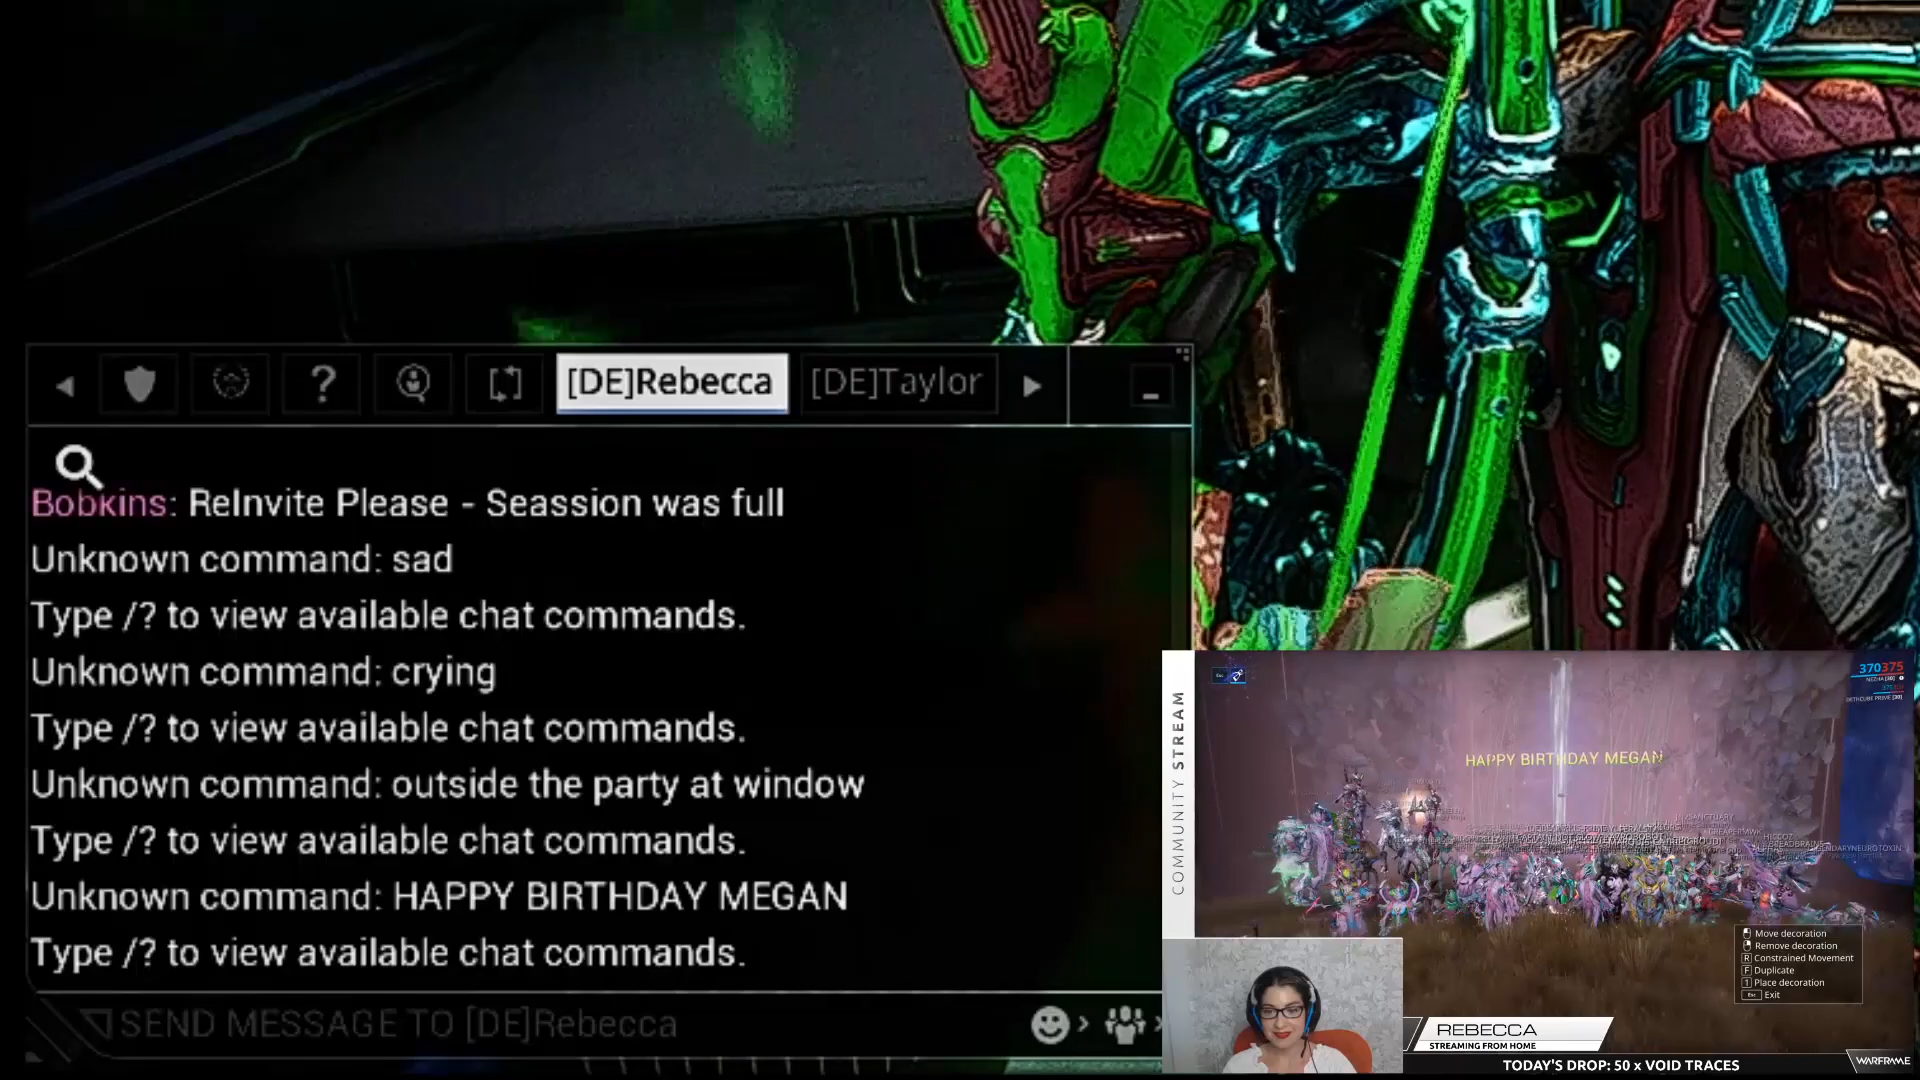 [DE]Rebecca
[DE]Taylor
Bobkins: ReInvite Please - Seassion was full
Unknown command: sad
Type /? to view available chat commands.
Unknown command: crying
Type /? to view available chat commands.
Unknown command: outside the party at window
Type /? to view available chat commands.
Unknown command: HAPPY BIRTHDAY MEGAN
Type /? to view available chat commands.
SEND MESSAGE TO [DE]Rebecca
COMMUNITY STREAM
370 375
HAPPY BIRTHDAY MEGAN
Move decoration
Remove decoration
R Constrained Movement
F Duplicate
1 Place decoration
Esc Exit
REBECCA
STREAMING FROM HOME
TODAY'S DROP: 50 x VOID TRACES
WARFRAME